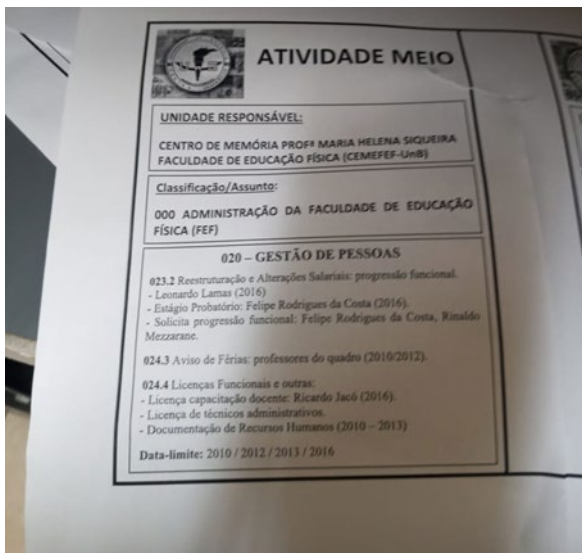 ATIVIDADE MEIO
UNIDADE RESPONSÁVEL:
CENTRO DE MEMÓRIA PROFª MARIA HELENA SIQUEIRA
FACULDADE DE EDUCAÇÃO FÍSICA (CEMEFEF-UnB)
Classificação/Assunto:
000 ADMINISTRAÇÃO DA FACULDADE DE EDUCAÇÃO
FÍSICA (FEF)
020 – GESTÃO DE PESSOAS
023.2 Reestruturação e Alterações Salariais: progressão funcional.
- Leonardo Lamas (2016)
- Estágio Probatório: Felipe Rodrigues da Costa (2016).
- Solicita progressão funcional: Felipe Rodrigues da Costa, Rinaldo
Mezzarane.
024.3 Aviso de Férias: professores do quadro (2010/2012).
024.4 Licenças Funcionais e outras:
- Licença capacitação docente: Ricardo Jacó (2016).
- Licença de técnicos administrativos.
- Documentação de Recursos Humanos (2010 – 2013)
Data-limite: 2010 / 2012 / 2013 / 2016